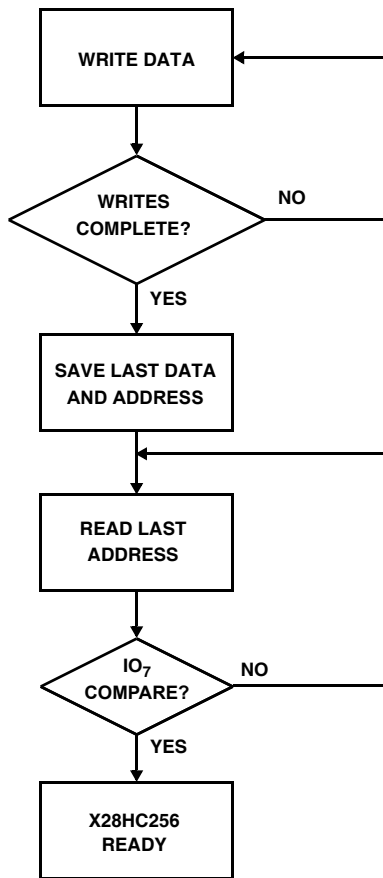 WRITE DATA
WRITES
COMPLETE?
NO
YES
SAVE LAST DATA
AND ADDRESS
READ LAST
ADDRESS
IO7
COMPARE?
NO
YES
X28HC256
READY